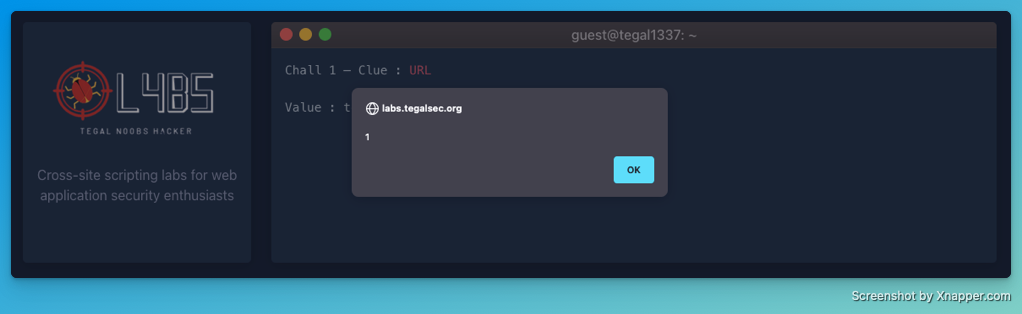 guest@tegal1337: ~
L4BS
TEGAL NOOBS HACKER
Cross-site scripting labs for web
application security enthusiasts
Chall 1 – Clue : URL
Value : t
labs.tegalsec.org
1
OK
Screenshot by Xnapper.com